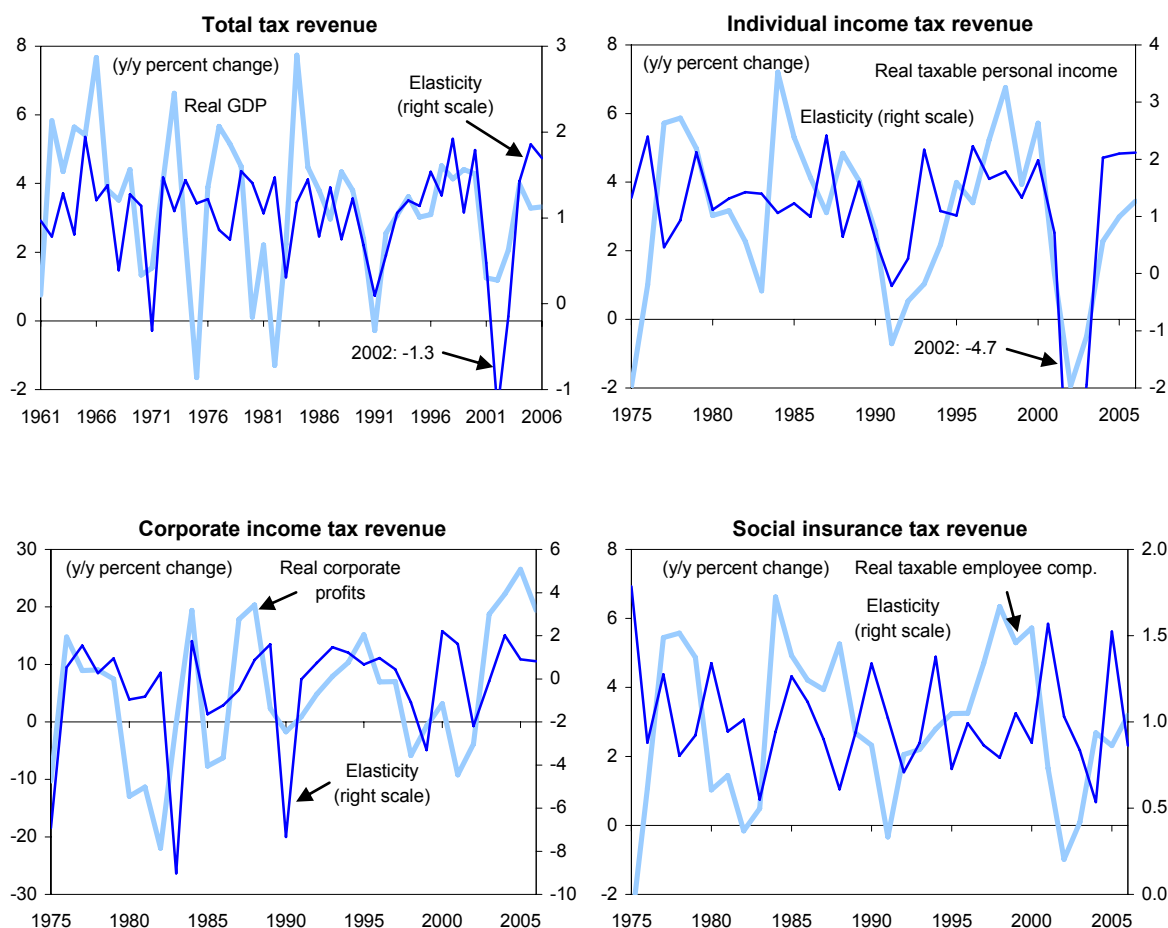 Total tax revenue
(y/y percent change)
Real GDP
Elasticity
(right scale)
2002: -1.3
8
6
4
2
0
-2
3
2
1
0
-1
1961 1966 1971 1976 1981 1986 1991 1996 2001 2006
Individual income tax revenue
(y/y percent change)
Real taxable personal income
Elasticity (right scale)
2002: -4.7
8
6
4
2
0
-2
4
3
2
1
0
-1
-2
1975 1980 1985 1990 1995 2000 2005
Corporate income tax revenue
(y/y percent change)
Real corporate
profits
Elasticity
(right scale)
30
20
10
0
-10
-20
-30
6
4
2
0
-2
-4
-6
-8
-10
1975 1980 1985 1990 1995 2000 2005
Social insurance tax revenue
(y/y percent change)
Real taxable employee comp.
Elasticity
(right scale)
8
6
4
2
0
-2
2.0
1.5
1.0
0.5
0.0
1975 1980 1985 1990 1995 2000 2005